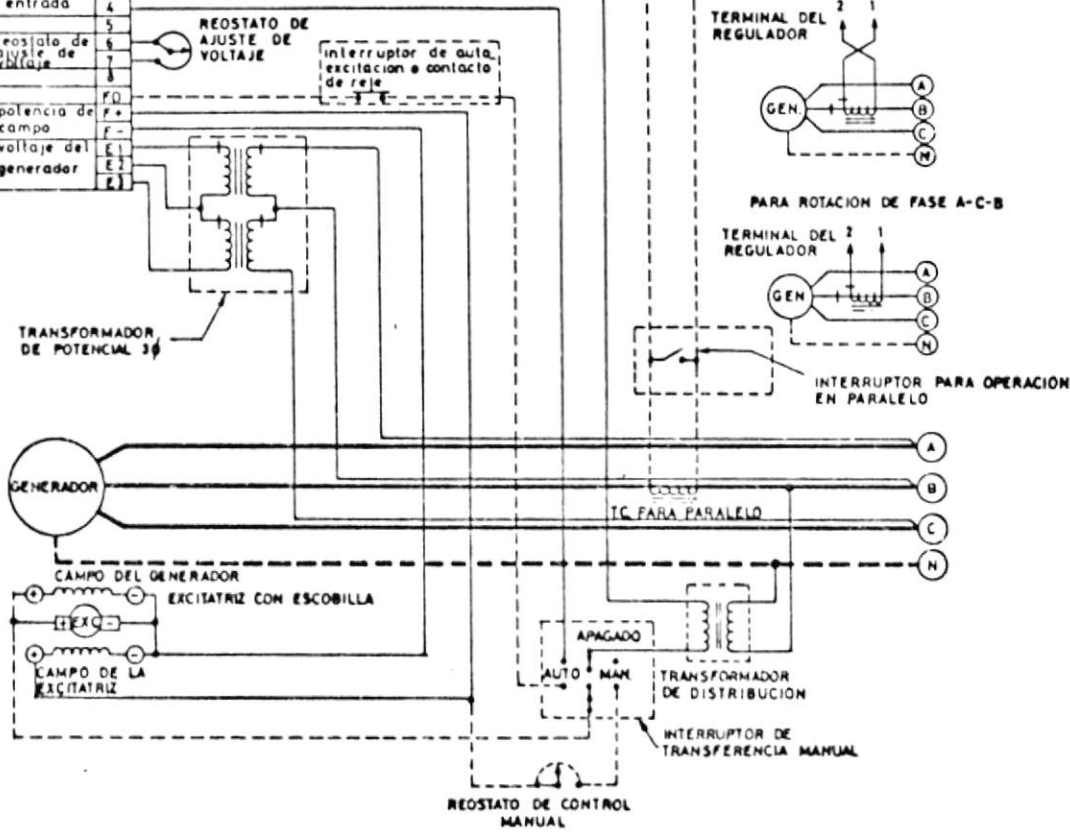 entrada
4
5
6
7
8
ajuste de
voltaje
REOSTATO DE
AJUSTE DE
VOLTAJE
interruptor de auto
excitacion o contacto
de rele
FO
potencia de
campo
F+
F-
voltaje del
generador
E1
E2
E3
TRANSFORMADOR
DE POTENCIAL 3ϕ
TERMINAL DEL
REGULADOR
2 1
GEN.
A
B
C
N
PARA ROTACION DE FASE A-C-B
TERMINAL DEL
REGULADOR
2 1
GEN
A
B
C
N
INTERRUPTOR PARA OPERACION
EN PARALELO
GENERADOR
A
B
C
N
TC PARA PARALELO
CAMPO DEL GENERADOR
+ -
EXCITATRIZ CON ESCOBILLA
+ EXC -
+ -
CAMPO DE LA
EXCITATRIZ
APAGADO
AUTO MAN.
TRANSFORMADOR
DE DISTRIBUCION
INTERRUPTOR DE
TRANSFERENCIA MANUAL
REOSTATO DE CONTROL
MANUAL